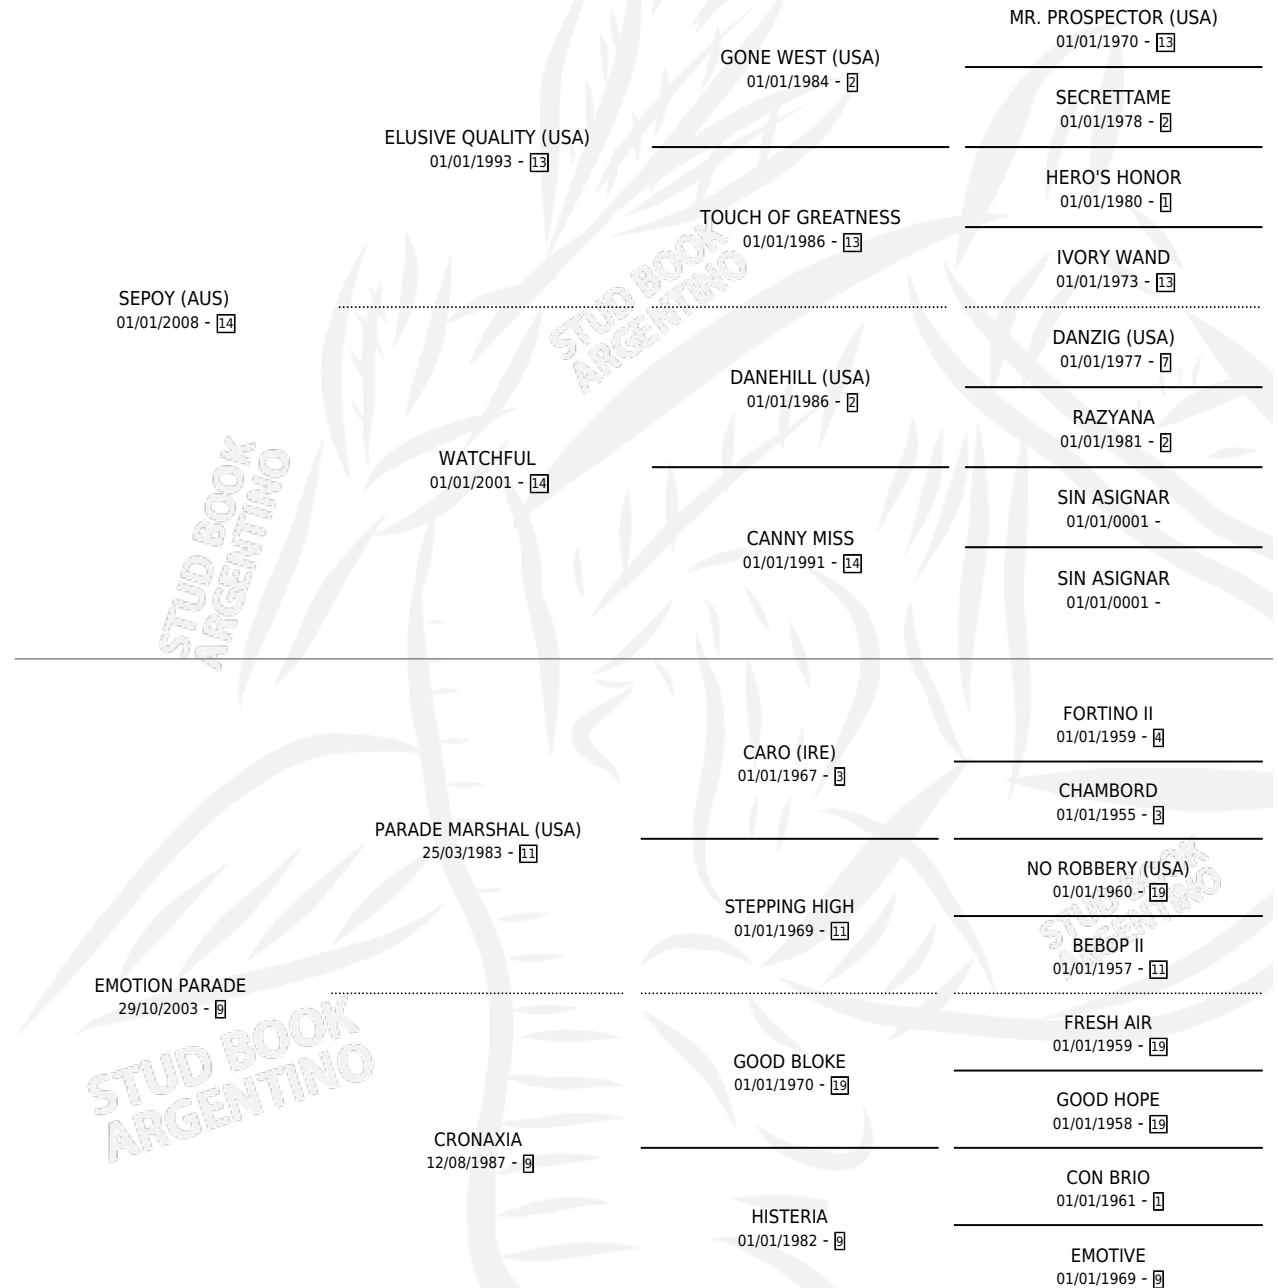 MR. PROSPECTOR (USA)
01/01/1970 - 13
GONE WEST (USA)
01/01/1984 - 2
SECRETTAME
01/01/1978 - 2
ELUSIVE QUALITY (USA)
01/01/1993 - 13
HERO'S HONOR
01/01/1980 - 1
TOUCH OF GREATNESS
01/01/1986 - 13
IVORY WAND
01/01/1973 - 13
SEPOY (AUS)
01/01/2008 - 14
STUD BOOK
ARGENTINO
DANZIG (USA)
01/01/1977 - 7
DANEHILL (USA)
01/01/1986 - 2
RAZYANA
01/01/1981 - 2
WATCHFUL
01/01/2001 - 14
SIN ASIGNAR
01/01/0001 -
CANNY MISS
01/01/1991 - 14
SIN ASIGNAR
01/01/0001 -
STUD BOOK
ARGENTINO
FORTINO II
01/01/1959 - 4
CARO (IRE)
01/01/1967 - 3
CHAMBORD
01/01/1955 - 3
PARADE MARSHAL (USA)
25/03/1983 - 11
NO ROBBERY (USA)
01/01/1960 - 19
STEPPING HIGH
01/01/1969 - 11
STUD BOOK
ARGENTINO
BEBOP II
01/01/1957 - 11
EMOTION PARADE
29/10/2003 - 9
FRESH AIR
01/01/1959 - 19
STUD BOOK
ARGENTINO
GOOD BLOKE
01/01/1970 - 19
GOOD HOPE
01/01/1958 - 19
CRONAXIA
12/08/1987 - 9
CON BRIO
01/01/1961 - 1
HISTERIA
01/01/1982 - 9
EMOTIVE
01/01/1969 - 9